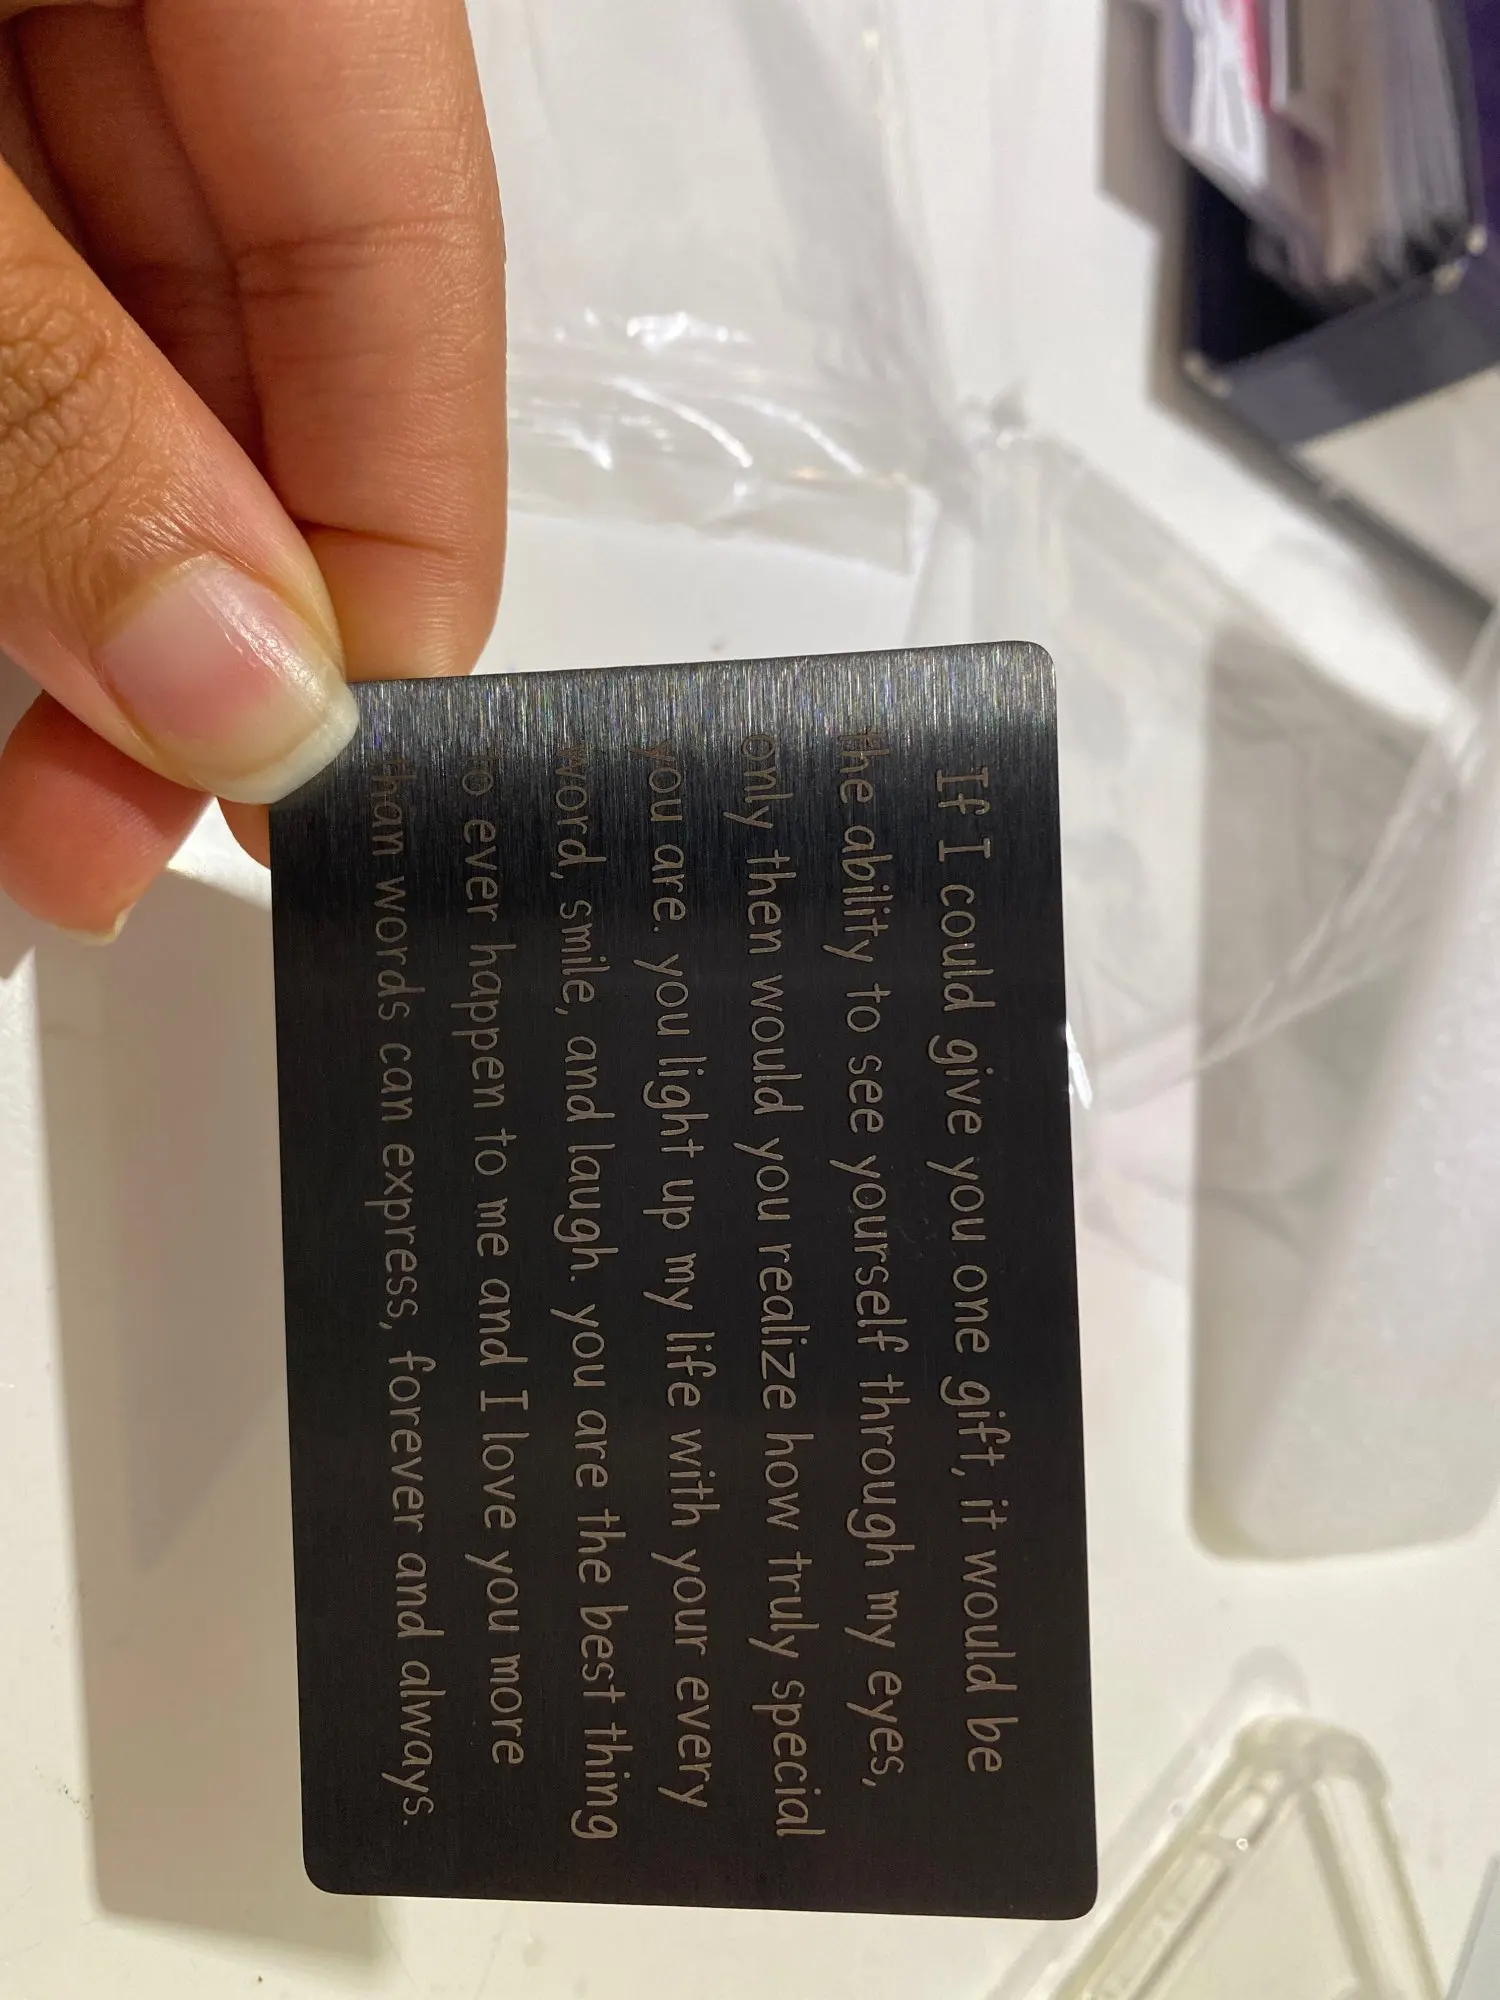 If I could give you one gift, it would be
the ability to see yourself through my eyes,
only then would you realize how truly special
you are. you light up my life with your every
word, smile, and laugh. you are the best thing
to ever happen to me and I love you more
than words can express, forever and always.